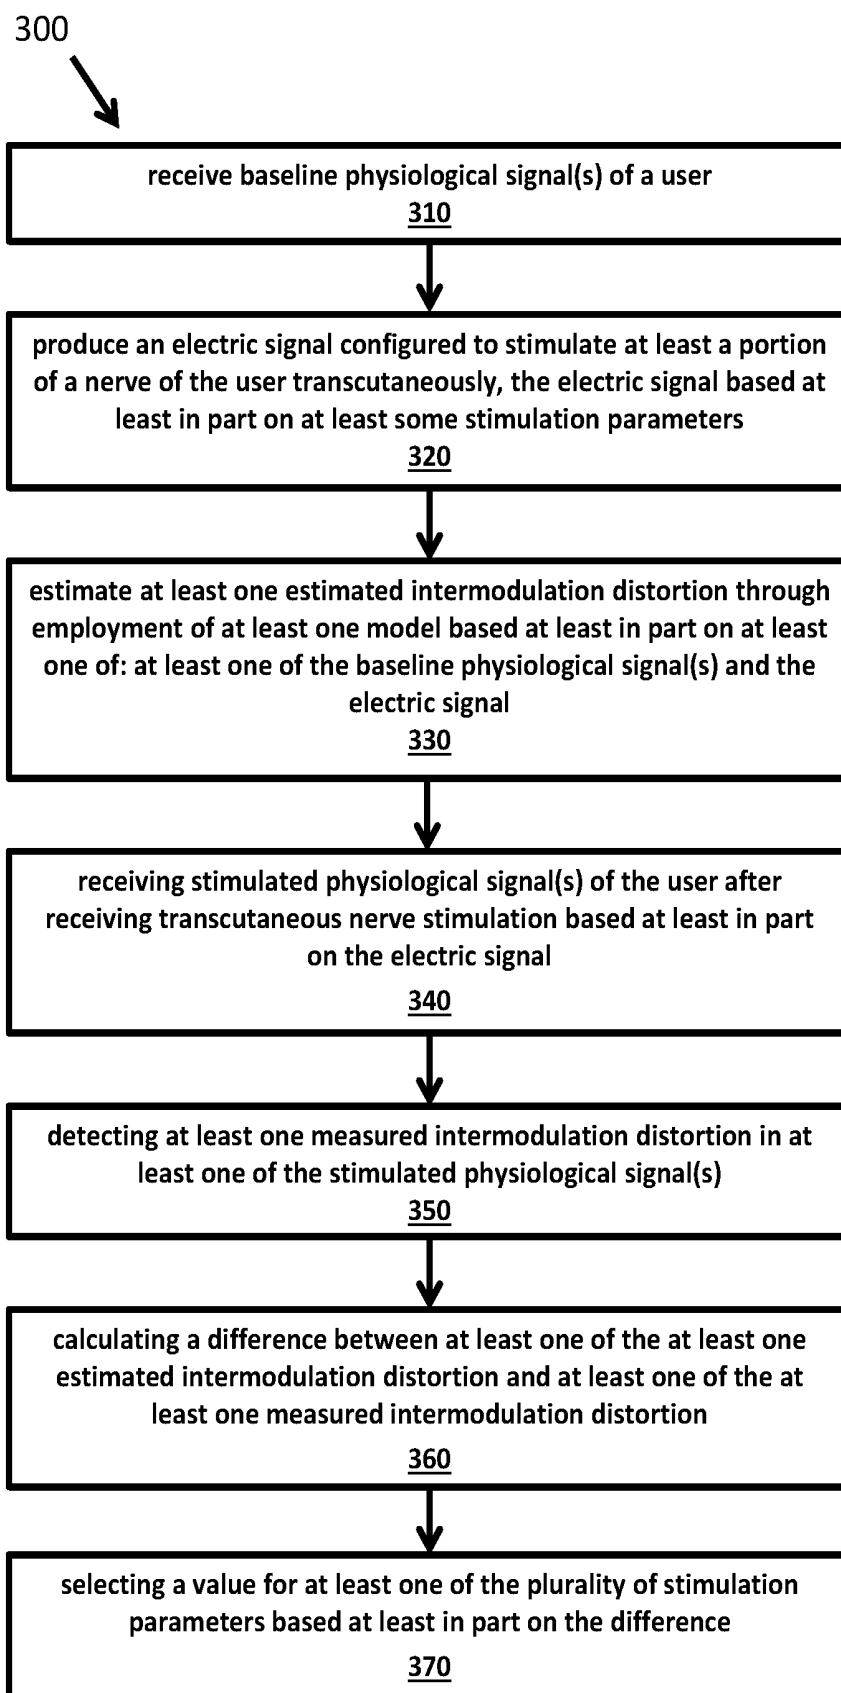 300
receive baseline physiological signal(s) of a user
310
produce an electric signal configured to stimulate at least a portion
of a nerve of the user transcutaneously, the electric signal based at
least in part on at least some stimulation parameters
320
estimate at least one estimated intermodulation distortion through
employment of at least one model based at least in part on at least
one of: at least one of the baseline physiological signal(s) and the
electric signal
330
receiving stimulated physiological signal(s) of the user after
receiving transcutaneous nerve stimulation based at least in part
on the electric signal
340
detecting at least one measured intermodulation distortion in at
least one of the stimulated physiological signal(s)
350
calculating a difference between at least one of the at least one
estimated intermodulation distortion and at least one of the at
least one measured intermodulation distortion
360
selecting a value for at least one of the plurality of stimulation
parameters based at least in part on the difference
370